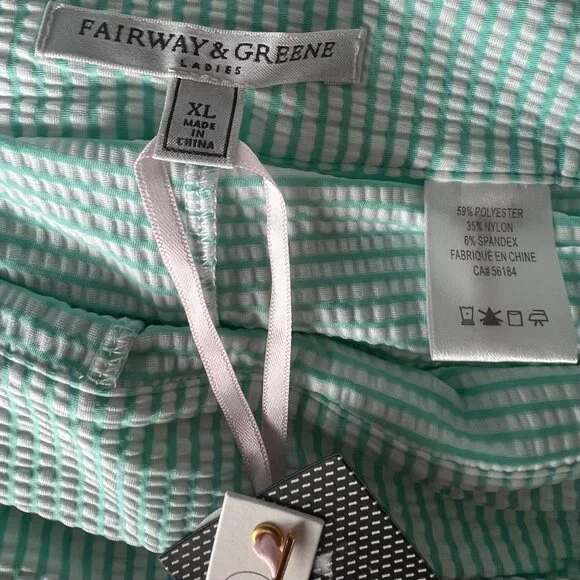 FAIRWAY & GREENE
LADIES
XL
MADE
IN
CHINA
59% POLYESTER
35% NYLON
6% SPANDEX
FABRIQUE EN CHINE
CA# 56184